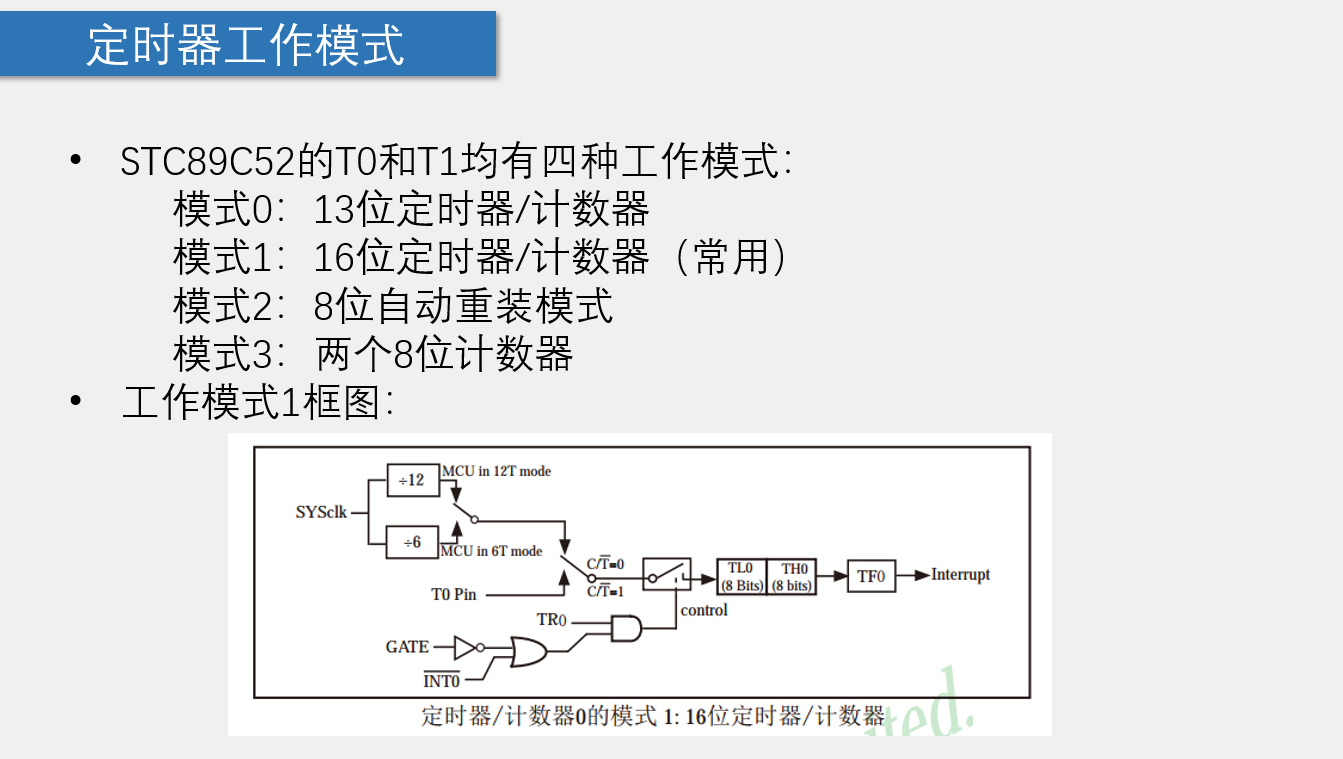 定时器工作模式
• STC89C52的T0和T1均有四种工作模式：
模式0：13位定时器/计数器
模式1：16位定时器/计数器（常用）
模式2：8位自动重装模式
模式3：两个8位计数器
• 工作模式1框图：
÷12
MCU in 12T mode
SYSclk
÷6
MCU in 6T mode
C/T̅=0
C/T̅=1
T0 Pin
TL0
(8 Bits)
TH0
(8 bits)
TF0
Interrupt
control
TR0
GATE
I̅N̅T̅0̅
定时器/计数器0的模式 1: 16位定时器/计数器